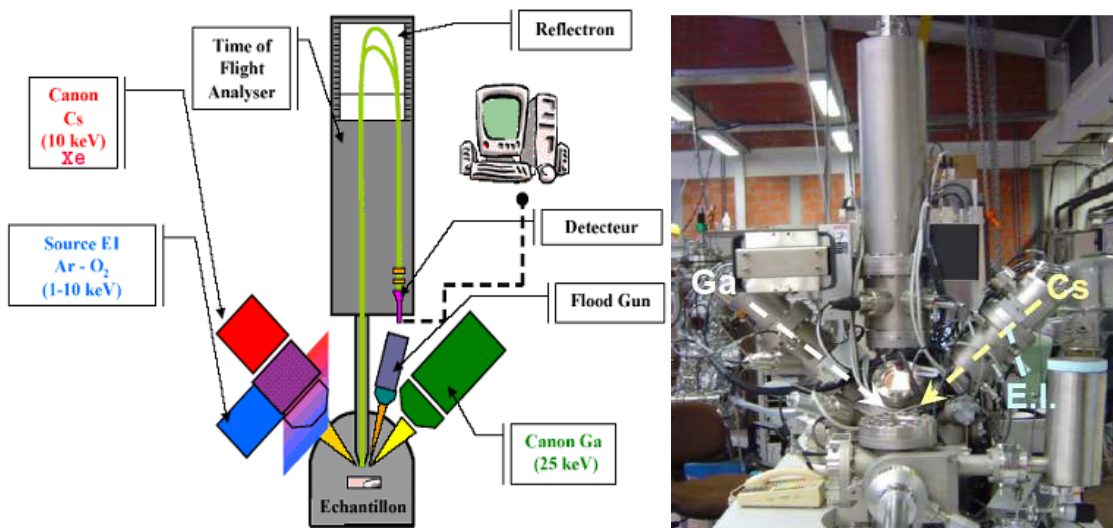 Time of
Flight
Analyser
Reflectron
Canon
Cs
(10 keV)
Xe
Source EI
Ar - O₂
(1-10 keV)
Detecteur
Flood Gun
Canon Ga
(25 keV)
Echantillon
Ga
Cs
E.I.